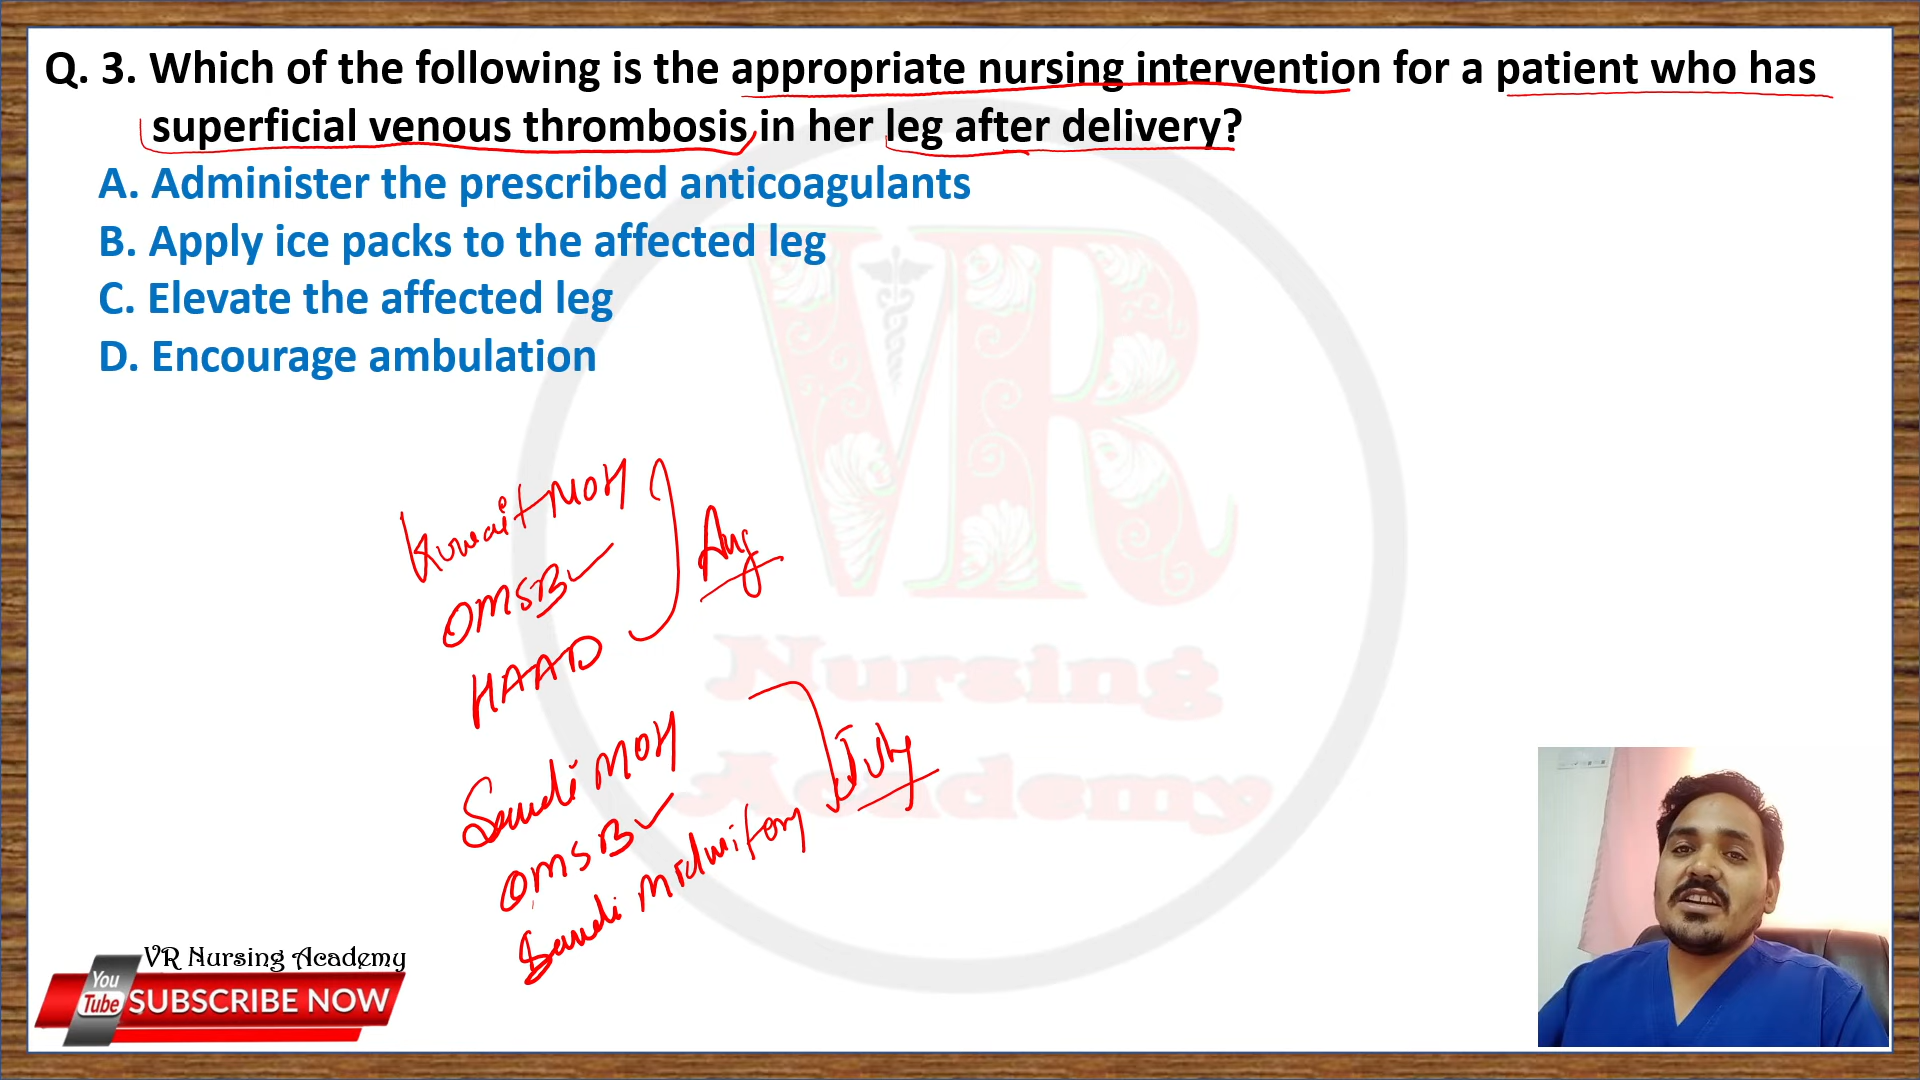 Q. 3. Which of the following is the appropriate nursing intervention for a patient who has
superficial venous thrombosis in her leg after delivery?
A. Administer the prescribed anticoagulants
B. Apply ice packs to the affected leg
C. Elevate the affected leg
D. Encourage ambulation
Kuwait MOH
OMSB
HAAD
Aug
Saudi MOH
OMSB
Saudi Midwifery
July
VR
Nursing
Academy
VR Nursing Academy
You
Tube
SUBSCRIBE NOW